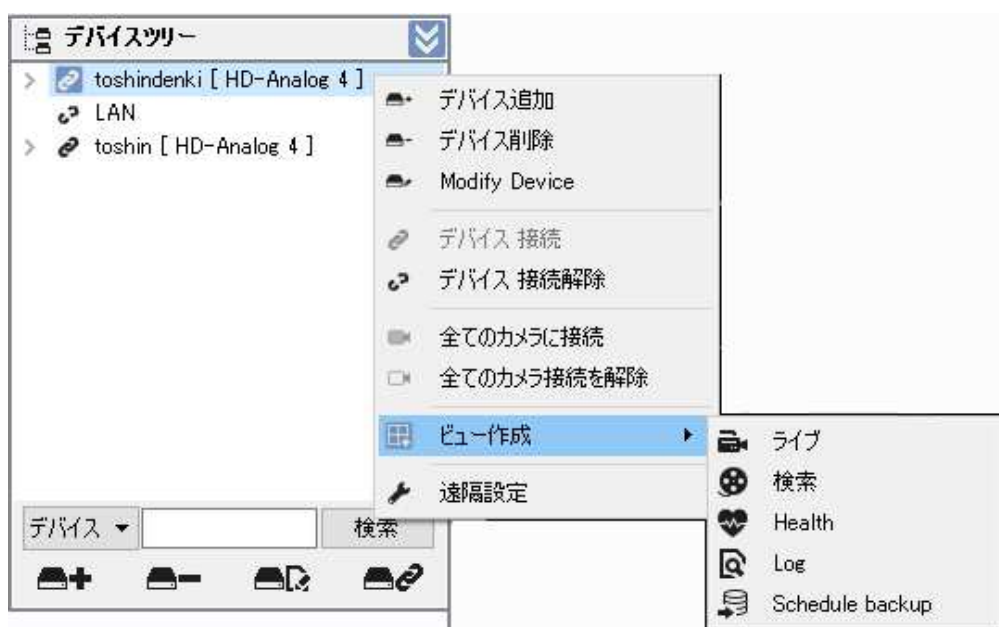 デバイスツリー
toshindenki [ HD-Analog 4 ]
LAN
toshin [ HD-Analog 4 ]
デバイス追加
デバイス削除
Modify Device
デバイス 接続
デバイス 接続解除
全てのカメラに接続
全てのカメラ接続を解除
ビュー作成
遠隔設定
ライブ
検索
Health
Log
Schedule backup
デバイス
検索